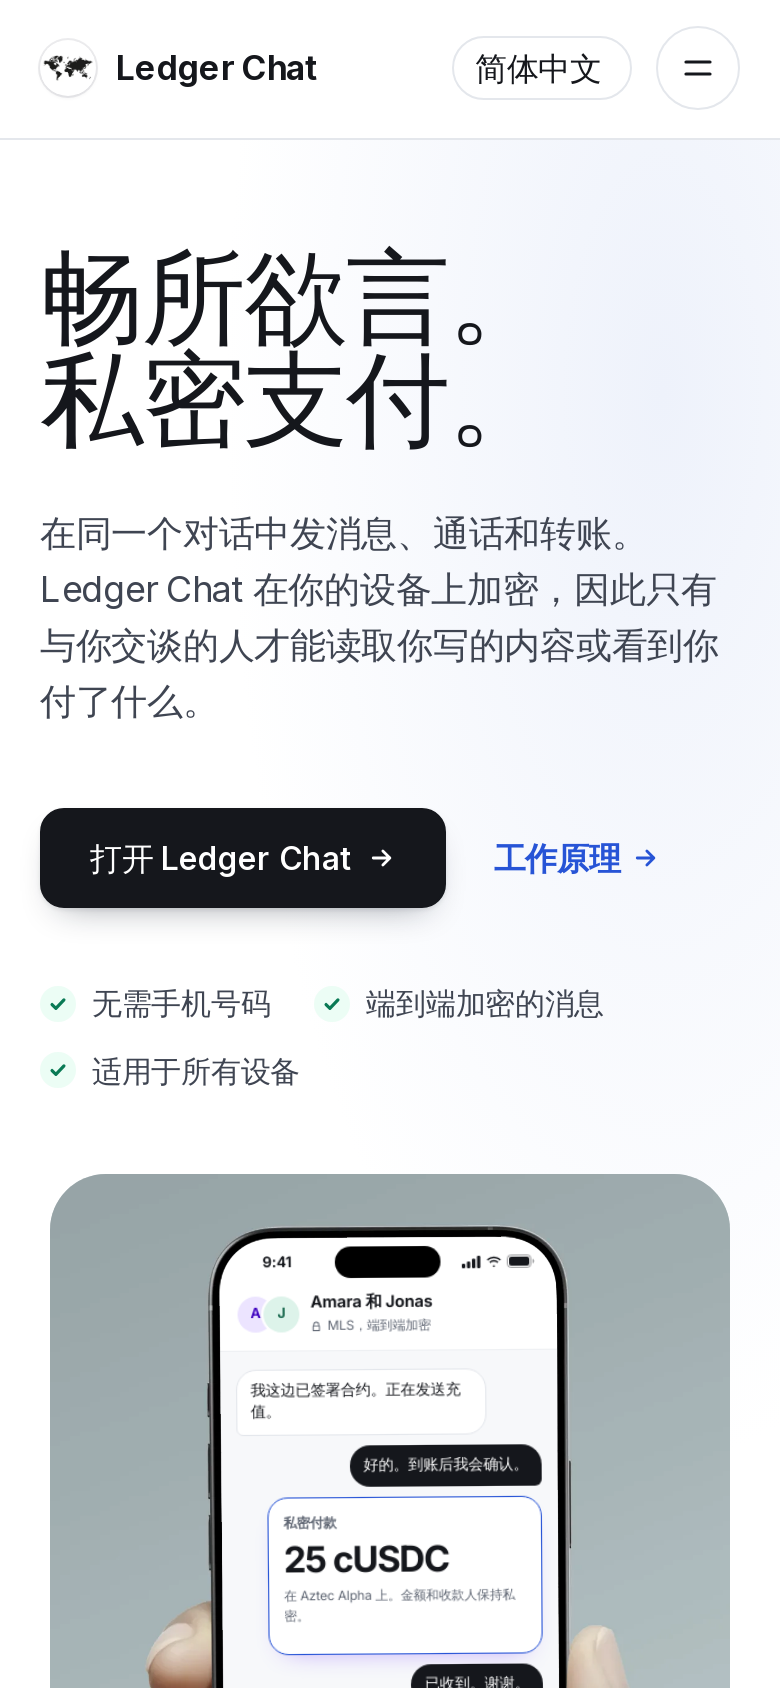 Ledger Chat
简体中文
畅所欲言。
私密支付。
在同一个对话中发消息、通话和转账。
Ledger Chat 在你的设备上加密，因此只有
与你交谈的人才能读取你写的内容或看到你
付了什么。
打开 Ledger Chat →
工作原理 →
无需手机号码
端到端加密的消息
适用于所有设备
9:41
A
J
Amara 和 Jonas
MLS，端到端加密
我这边已签署合约。正在发送充
值。
好的。到账后我会确认。
私密付款
25 cUSDC
在 Aztec Alpha 上。金额和收款人保持私
密。
已收到。谢谢。